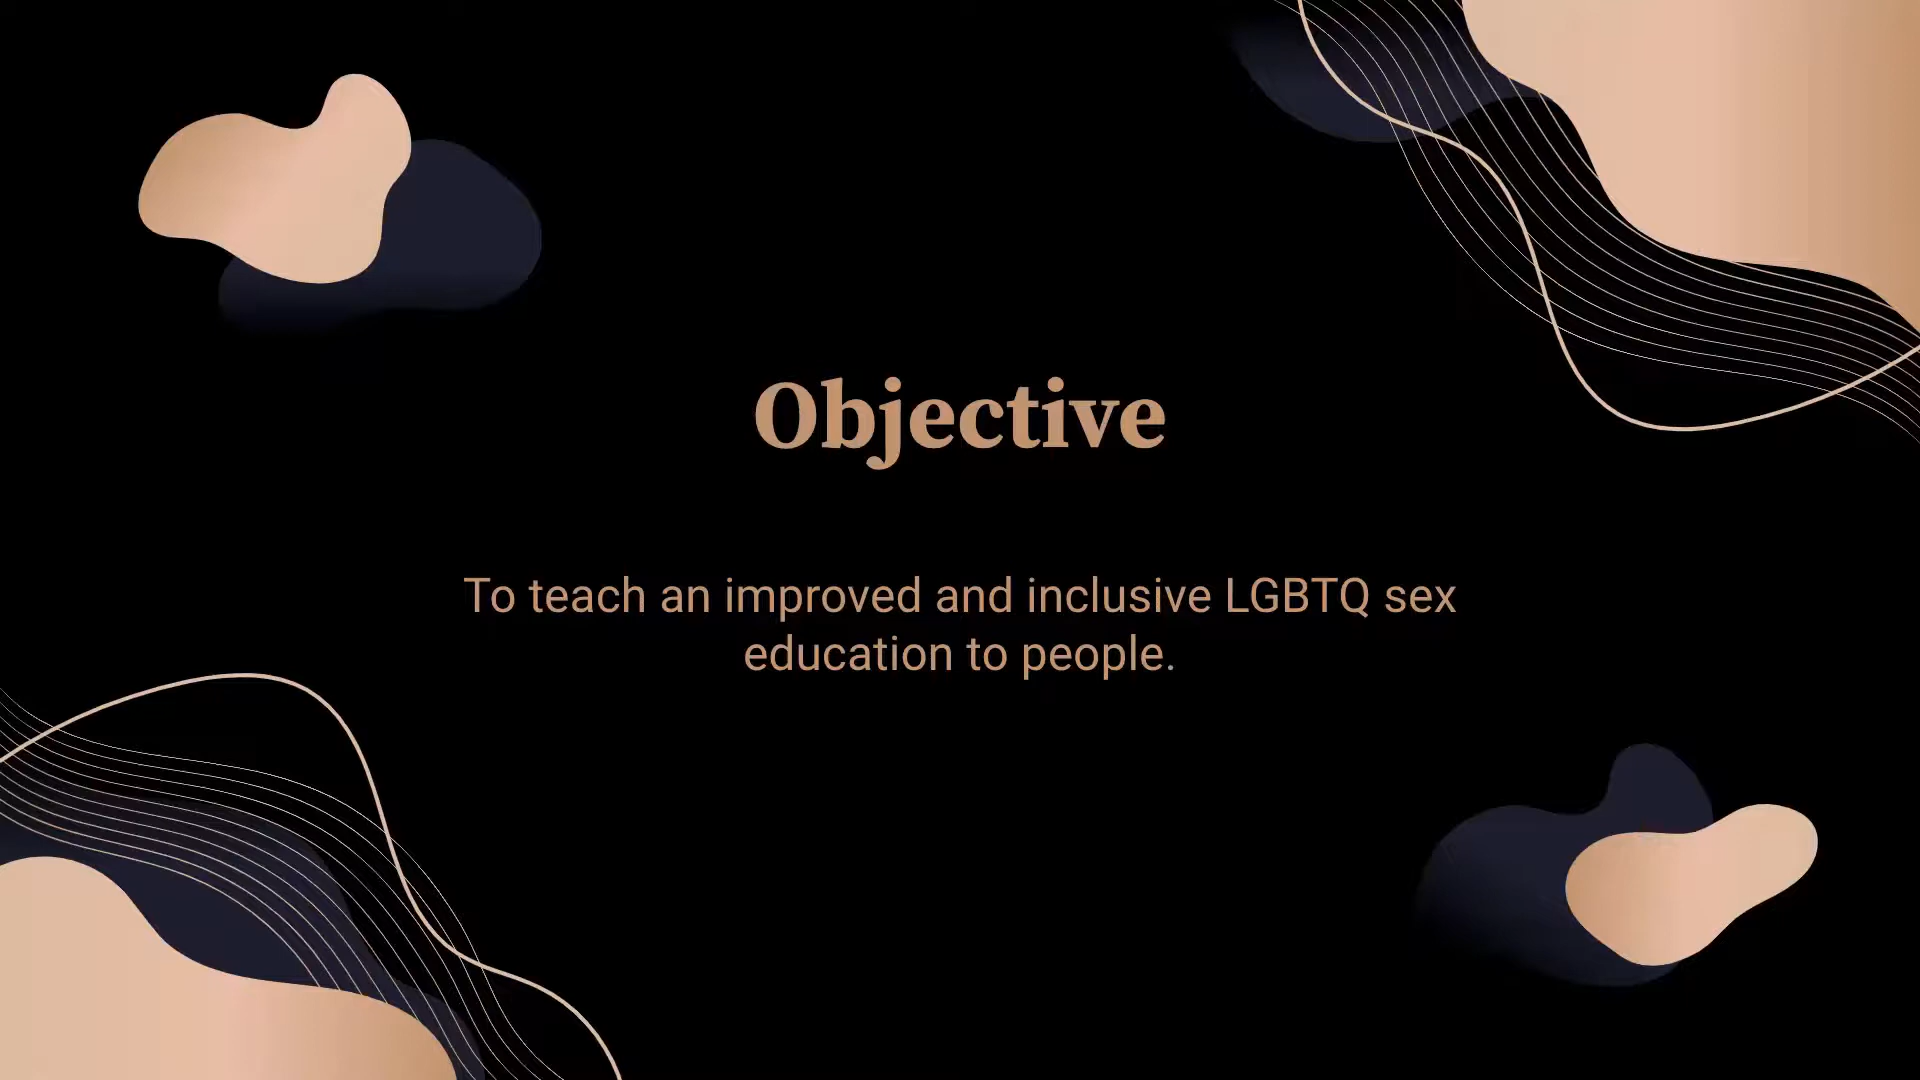 Objective
To teach an improved and inclusive LGBTQ sex
education to people.